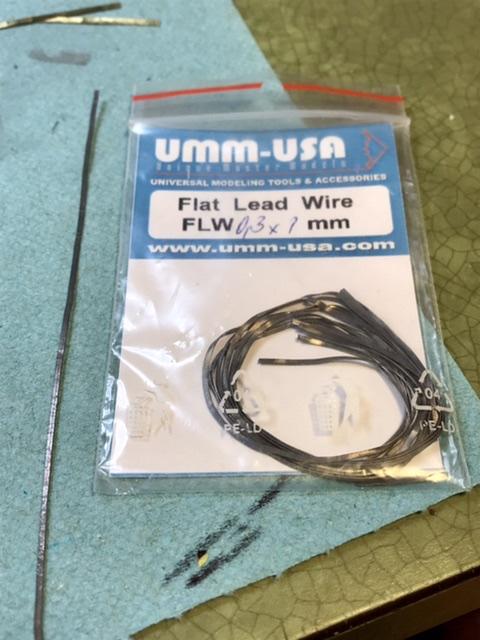 UMM-USA
Unique Master Models
UNIVERSAL MODELING TOOLS & ACCESSORIES
Flat Lead Wire
FLW 0,3 x 1 mm
www.umm-usa.com
04
PE-LD
PE-LD